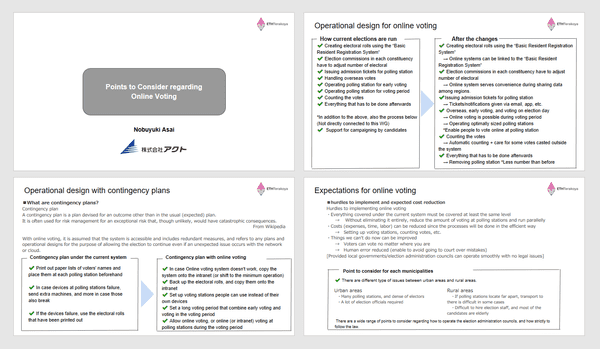 ETHTerakoya
Points to Consider regarding
Online Voting
Nobuyuki Asai
株式会社アクト
Operational design for online voting
ETHTerakoya
How current elections are run
Creating electoral rolls using the "Basic
Resident Registration System"
Election commissions in each constituency
have to adjust number of electoral
Issuing admission tickets for polling station
Handling overseas votes
Operating polling station for early voting
Operating polling station for voting period
Counting the votes
Everything that has to be done afterwards
*In addition to the above, also the process below
(Not directly connected to this WG)
Support for campaigning by candidates
After the changes
Creating electoral rolls using the "Basic Resident Registration
System"
→ Online systems can be linked to the "Basic Resident
Registration System"
Election commissions in each constituency have to adjust
number of electoral
→ Online system serves convenience during sharing data
among regions.
Issuing admission tickets for polling station
→ Tickets/notifications given via email, app, etc.
Overseas, early voting, and voting on election day
→ Online voting is possible during voting period
→ Operating optimally sized polling stations
*Enable people to vote online at polling station
Counting the votes
→ Automatic counting + care for some votes casted outside
the system
Everything that has to be done afterwards
→ Removing polling station *Less number than before
Operational design with contingency plans
ETHTerakoya
■What are contingency plans?
Contingency plan
A contingency plan is a plan devised for an outcome other than in the usual (expected) plan.
It is often used for risk management for an exceptional risk that, though unlikely, would have catastrophic consequences.
From Wikipedia
With online voting, it is assumed that the system is accessible and includes redundant measures, and refers to any plans and
operational designs for the purpose of allowing the election to continue even if an unexpected issue occurs with the network
or cloud.
Contingency plan under the current system
Print out paper lists of voters' names and
place them at each polling station beforehand
In case devices at polling stations failure,
send extra machines, and more in case those
also break
If the devices failure, use the electoral rolls
that have been printed out
Contingency plan with online voting
In case Online voting system doesn't work, copy the
system onto the intranet (or shift to the minimum operation)
Back up the electoral rolls, and copy them onto
intranet
Set up voting stations people can use instead of their
own devices
Set a long voting period that combine early voting and
voting in the voting period
Allow online voting, or online (or intranet) voting at
polling stations during the voting period
Expectations for online voting
ETHTerakoya
■Hurdles to implement and expected cost reduction
Hurdles to implementing online voting
- Everything covered under the current system must be covered at least the same level
→ Without eliminating it entirely, reduce the amount of voting at polling stations and run parallelly
- Costs (expenses, time, labor) can be reduced since the processes will be done in the efficient way
→ Setting up voting stations, counting votes, etc.
- Things we can't do now can be improved
→ Voters can vote no matter where you are
→ Human error reduced (enable to avoid going to court over mistakes)
[Provided local governments/election administration councils can operate smoothly with no legal issues]
Point to consider for each municipalities
There are different type of issues between urban areas and rural areas.
Urban areas
- Many polling stations, and dense of electors
- A lot of election officials required
Rural areas
- If polling stations locate far apart, transport to
there is difficult in some cases
- Difficult to hire election staff, and most of the
candidates are elderly
There are a wide range of points to consider regarding how to operate the election administration councils, and how strictly to
follow the law.